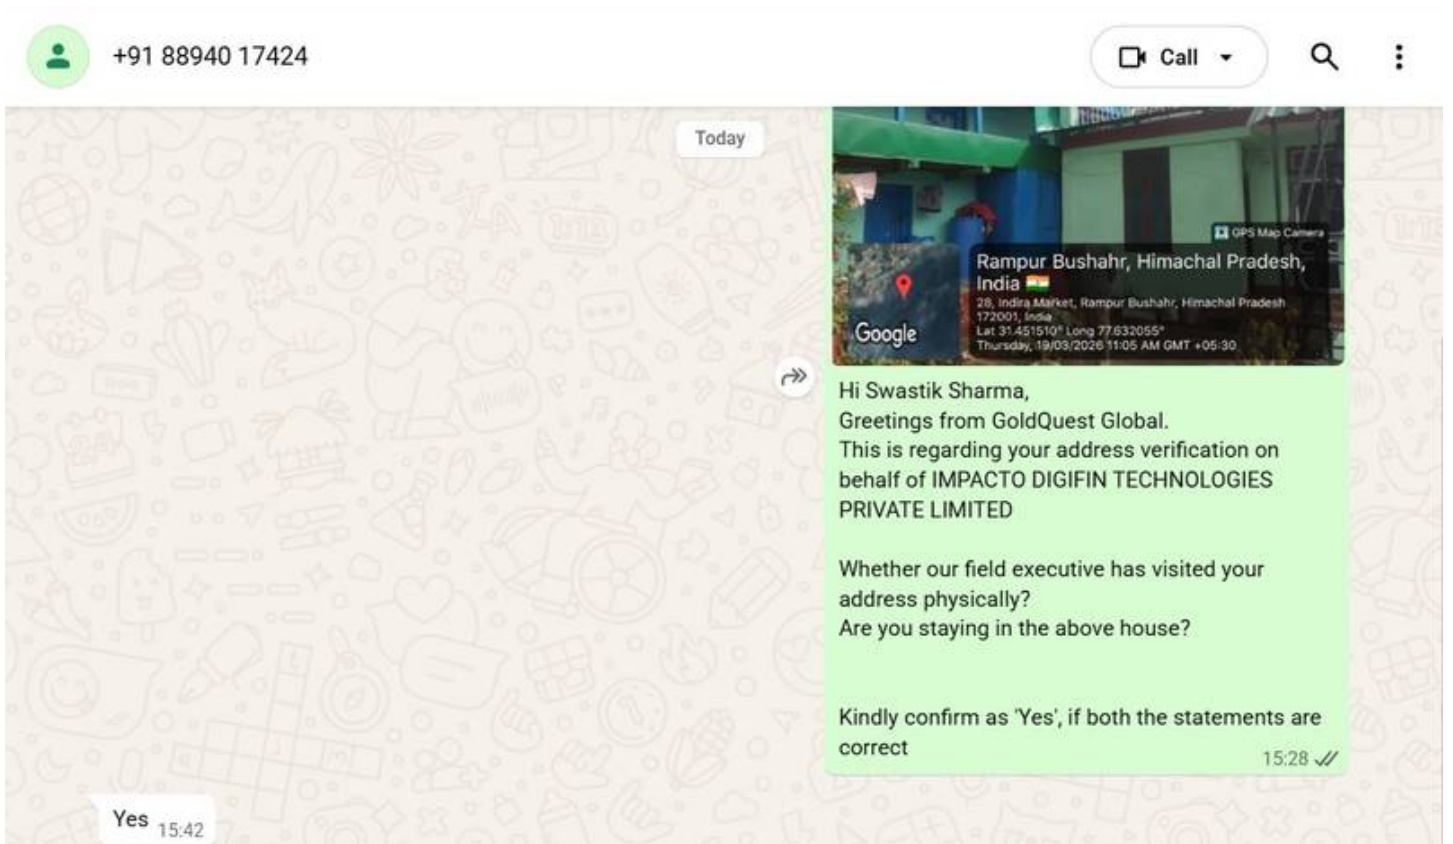 +91 88940 17424
Call
Today
GPS Map Camera
Rampur Bushahr, Himachal Pradesh,
India
28, Indira Market, Rampur Bushahr, Himachal Pradesh
172001, India
Lat 31.451510° Long 77.632055°
Thursday, 19/03/2026 11:05 AM GMT +05:30
Google
Hi Swastik Sharma,
Greetings from GoldQuest Global.
This is regarding your address verification on
behalf of IMPACTO DIGIFIN TECHNOLOGIES
PRIVATE LIMITED
Whether our field executive has visited your
address physically?
Are you staying in the above house?
Kindly confirm as 'Yes', if both the statements are
correct
15:28
Yes
15:42